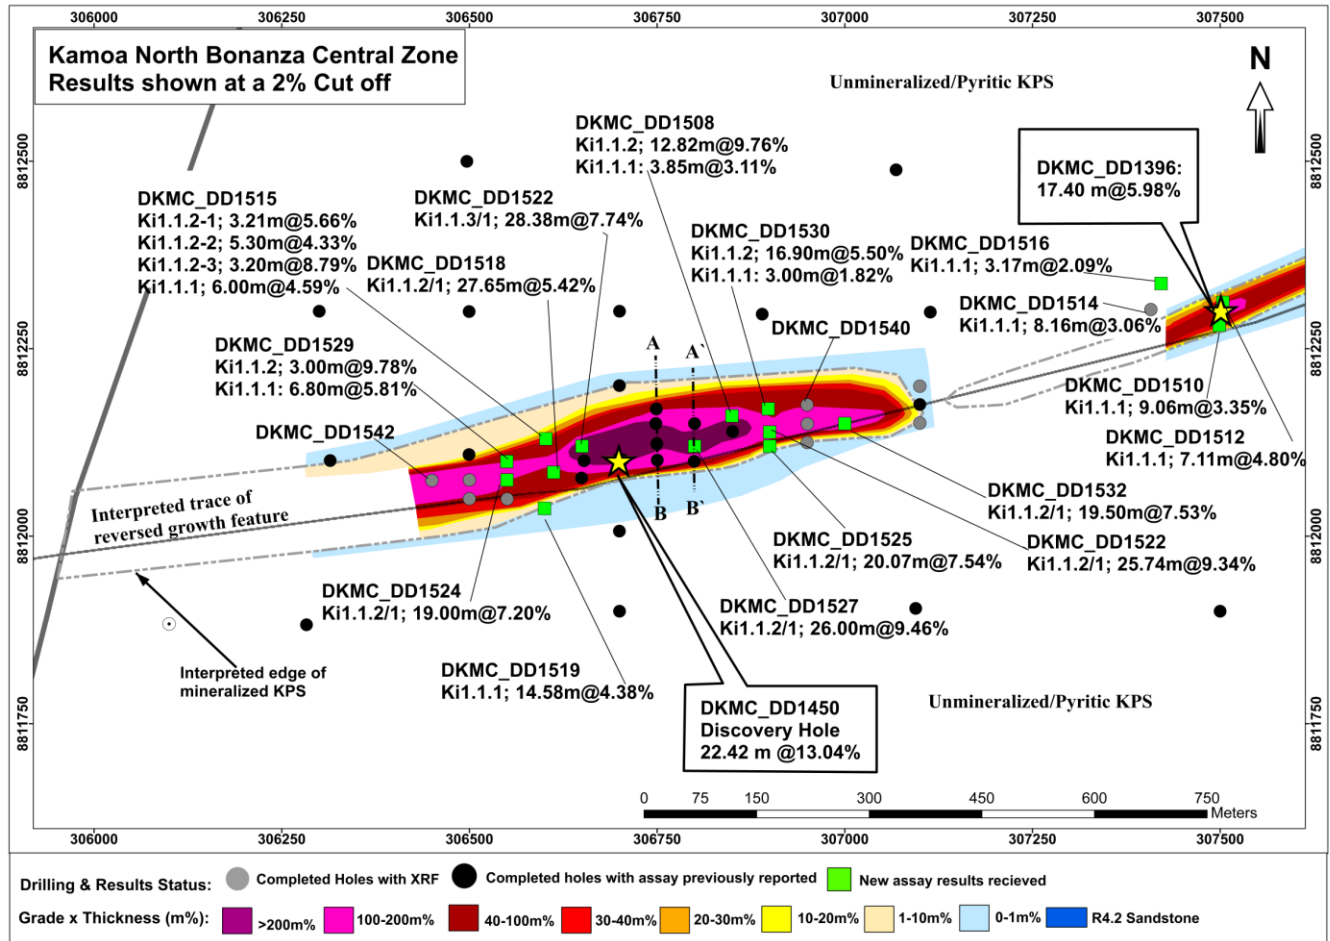 306000 306250 306500 306750 307000 307250 307500
Kamoa North Bonanza Central Zone
Results shown at a 2% Cut off
Unmineralized/Pyritic KPS
N
8812500
8812250
8812000
8811750
8812500
8812250
8812000
8811750
DKMC_DD1508
Ki1.1.2; 12.82m@9.76%
Ki1.1.1: 3.85m@3.11%
DKMC_DD1396:
17.40 m@5.98%
DKMC_DD1515
Ki1.1.2-1; 3.21m@5.66%
Ki1.1.2-2; 5.30m@4.33%
Ki1.1.2-3; 3.20m@8.79%
Ki1.1.1; 6.00m@4.59%
DKMC_DD1522
Ki1.1.3/1; 28.38m@7.74%
DKMC_DD1530
Ki1.1.2; 16.90m@5.50%
Ki1.1.1: 3.00m@1.82%
DKMC_DD1516
Ki1.1.1; 3.17m@2.09%
DKMC_DD1518
Ki1.1.2/1; 27.65m@5.42%
DKMC_DD1514
Ki1.1.1; 8.16m@3.06%
DKMC_DD1540
DKMC_DD1529
Ki1.1.2; 3.00m@9.78%
Ki1.1.1: 6.80m@5.81%
A A`
DKMC_DD1510
Ki1.1.1; 9.06m@3.35%
DKMC_DD1542
DKMC_DD1512
Ki1.1.1; 7.11m@4.80%
Interpreted trace of
reversed growth feature
B B`
DKMC_DD1532
Ki1.1.2/1; 19.50m@7.53%
DKMC_DD1525
Ki1.1.2/1; 20.07m@7.54%
DKMC_DD1522
Ki1.1.2/1; 25.74m@9.34%
DKMC_DD1524
Ki1.1.2/1; 19.00m@7.20%
DKMC_DD1527
Ki1.1.2/1; 26.00m@9.46%
Interpreted edge of
mineralized KPS
DKMC_DD1519
Ki1.1.1; 14.58m@4.38%
DKMC_DD1450
Discovery Hole
22.42 m @13.04%
Unmineralized/Pyritic KPS
0 75 150 300 450 600 750
Meters
306000 306250 306500 306750 307000 307250 307500
Drilling & Results Status: Completed Holes with XRF Completed holes with assay previously reported New assay results recieved
Grade x Thickness (m%): >200m% 100-200m% 40-100m% 30-40m% 20-30m% 10-20m% 1-10m% 0-1m% R4.2 Sandstone